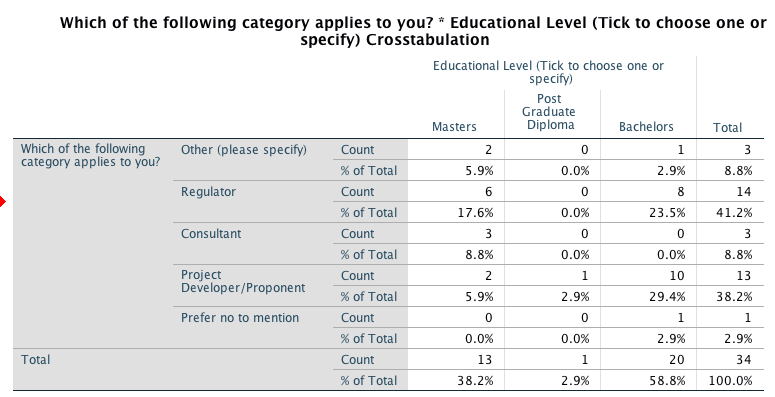 Which of the following category applies to you? * Educational Level (Tick to choose one or
specify) Crosstabulation
Educational Level (Tick to choose one or
specify)
Masters Post Graduate Diploma Bachelors Total
Which of the following category applies to you? Other (please specify) Count 2 0 1 3
% of Total 5.9% 0.0% 2.9% 8.8%
Regulator Count 6 0 8 14
% of Total 17.6% 0.0% 23.5% 41.2%
Consultant Count 3 0 0 3
% of Total 8.8% 0.0% 0.0% 8.8%
Project Developer/Proponent Count 2 1 10 13
% of Total 5.9% 2.9% 29.4% 38.2%
Prefer no to mention Count 0 0 1 1
% of Total 0.0% 0.0% 2.9% 2.9%
Total Count 13 1 20 34
% of Total 38.2% 2.9% 58.8% 100.0%